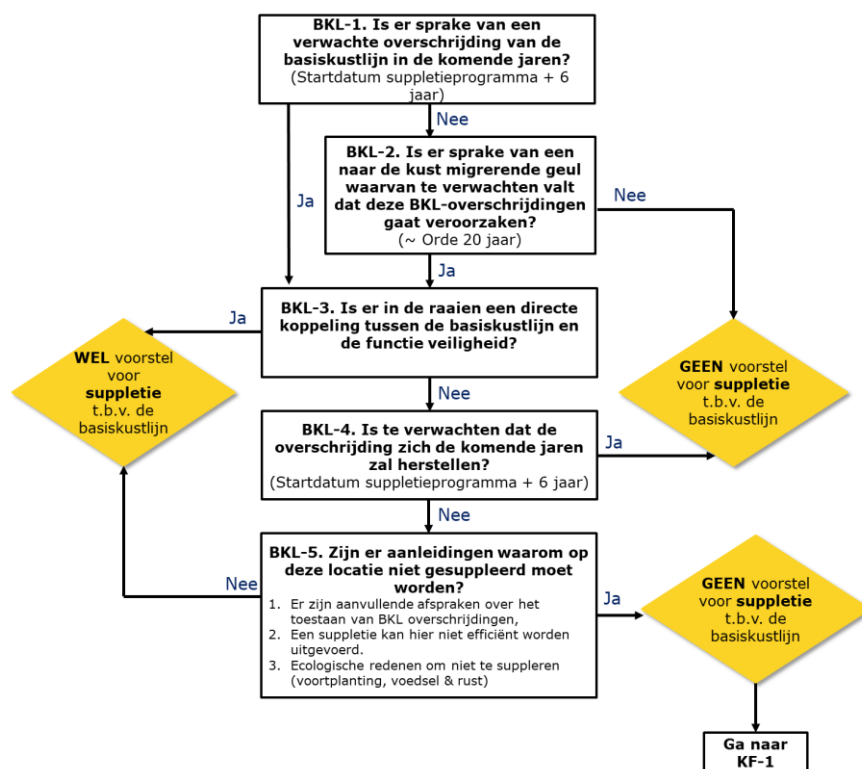 BKL-1. Is er sprake van een
verwachte overschrijding van de
basiskustlijn in de komende jaren?
(Startdatum suppletieprogramma + 6
jaar)
Nee
Ja
BKL-2. Is er sprake van een
naar de kust migrerende geul
waarvan te verwachten valt
dat deze BKL-overschrijdingen
gaat veroorzaken?
(~ Orde 20 jaar)
Nee
Ja
BKL-3. Is er in de raaien een directe
koppeling tussen de basiskustlijn en
de functie veiligheid?
Ja
Nee
WEL voorstel
voor
suppletie
t.b.v. de
basiskustlijn
GEEN voorstel
voor suppletie
t.b.v. de
basiskustlijn
BKL-4. Is te verwachten dat de
overschrijding zich de komende jaren
zal herstellen?
(Startdatum suppletieprogramma + 6 jaar)
Ja
Nee
BKL-5. Zijn er aanleidingen waarom op
deze locatie niet gesuppleerd moet
worden?
1. Er zijn aanvullende afspraken over het
toestaan van BKL overschrijdingen,
2. Een suppletie kan hier niet efficiënt worden
uitgevoerd.
3. Ecologische redenen om niet te suppleren
(voortplanting, voedsel & rust)
Nee
Ja
GEEN voorstel
voor suppletie
t.b.v. de
basiskustlijn
Ga naar
KF-1